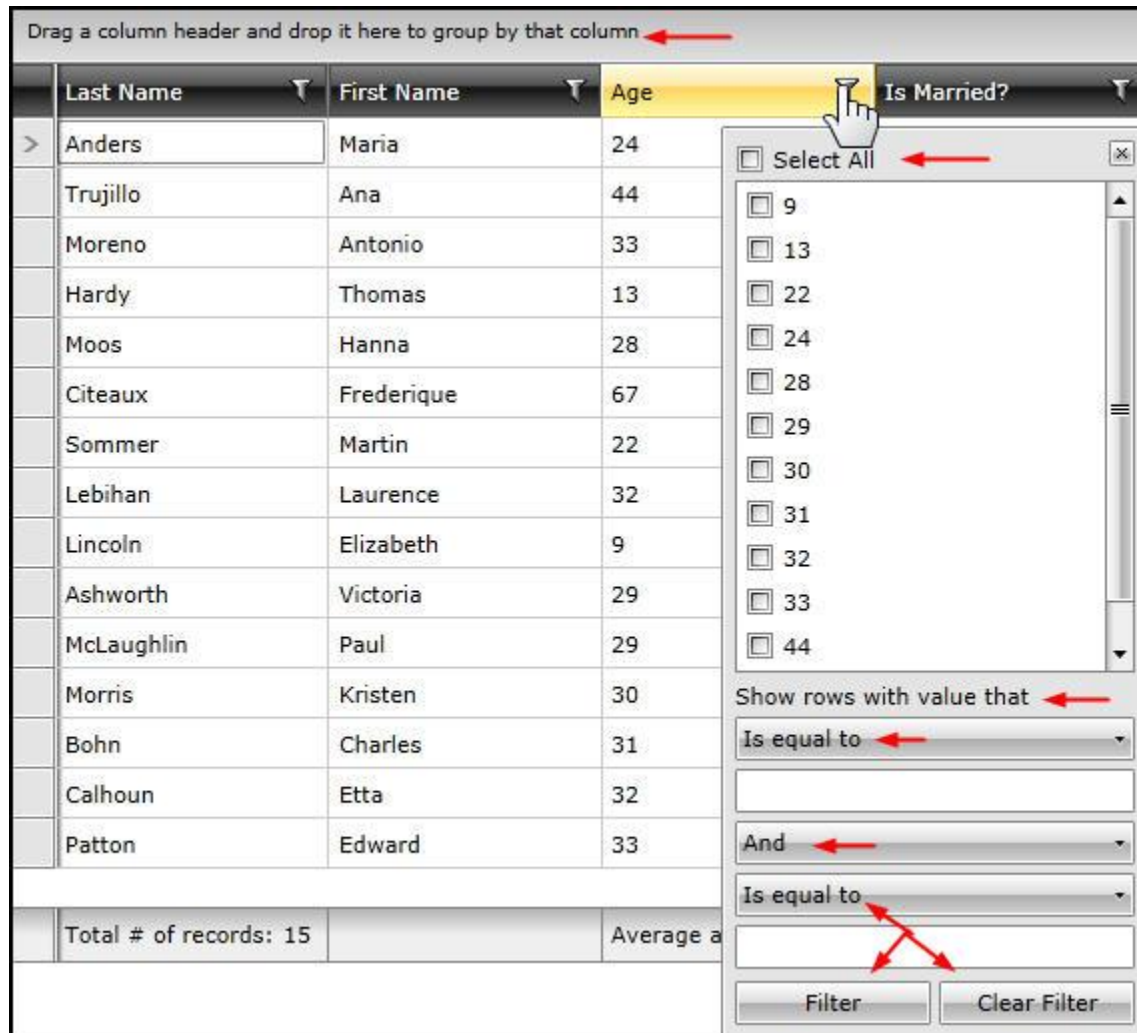 Drag a column header and drop it here to group by that column
Last Name First Name Age Is Married?
Anders Maria 24
Trujillo Ana 44
Moreno Antonio 33
Hardy Thomas 13
Moos Hanna 28
Citeaux Frederique 67
Sommer Martin 22
Lebihan Laurence 32
Lincoln Elizabeth 9
Ashworth Victoria 29
McLaughlin Paul 29
Morris Kristen 30
Bohn Charles 31
Calhoun Etta 32
Patton Edward 33
Total # of records: 15 Average a
Select All
9
13
22
24
28
29
30
31
32
33
44
Show rows with value that
Is equal to
And
Is equal to
Filter Clear Filter